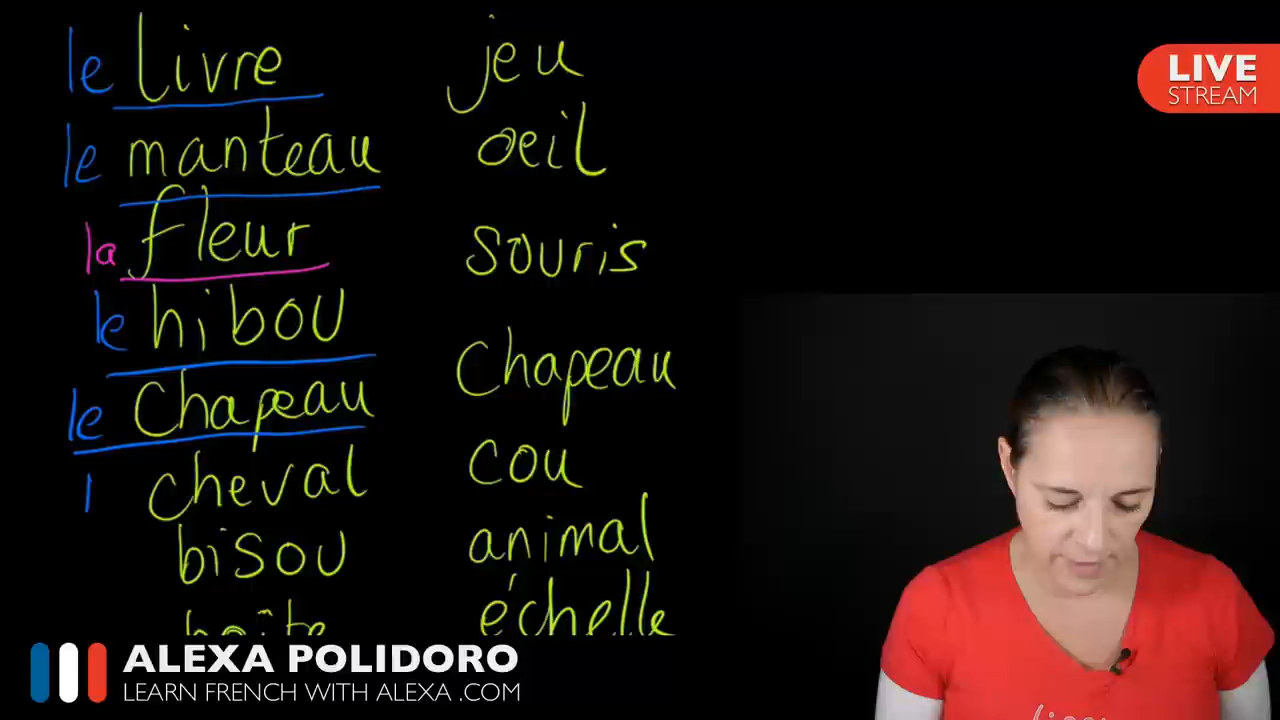 le livre
le manteau
la fleur
le hibou
le Chapeau
l cheval
bisou
boîte
jeu
oeil
souris
Chapeau
cou
animal
échelle
LIVE
STREAM
ALEXA POLIDORO
LEARN FRENCH WITH ALEXA .COM